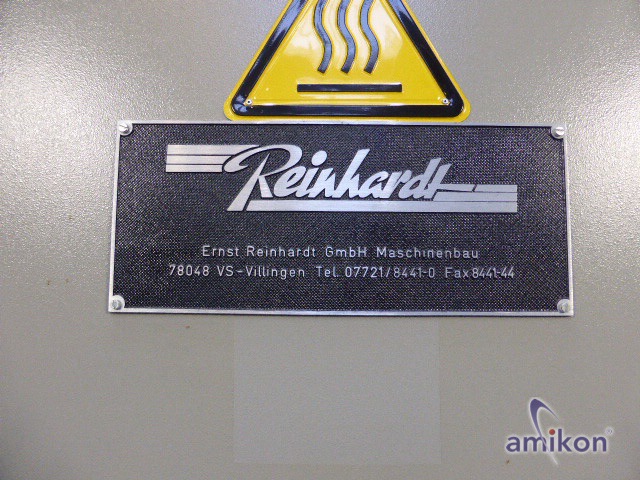 Reinhardt
Ernst Reinhardt GmbH Maschinenbau
78048 VS-Villingen Tel. 07721/8441-0 Fax 8441-44
amikon®